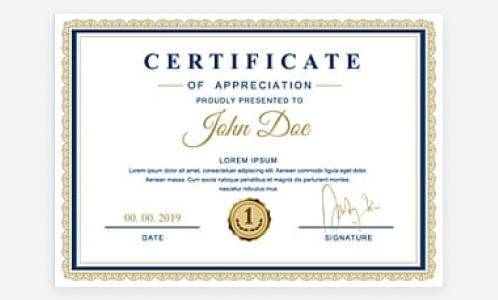 CERTIFICATE
OF APPRECIATION
PROUDLY PRESENTED TO
John Doe
LOREM IPSUM
Lorem ipsum dolor sit amet, consectetuer adipiscing elit. Aenean commodo ligula eget dolor.
Aenean massa. Cum sociis natoque penatibus et magnis dis parturient montes,
nascetur ridiculus mus
00. 00. 2019
1
DATE
SIGNATURE